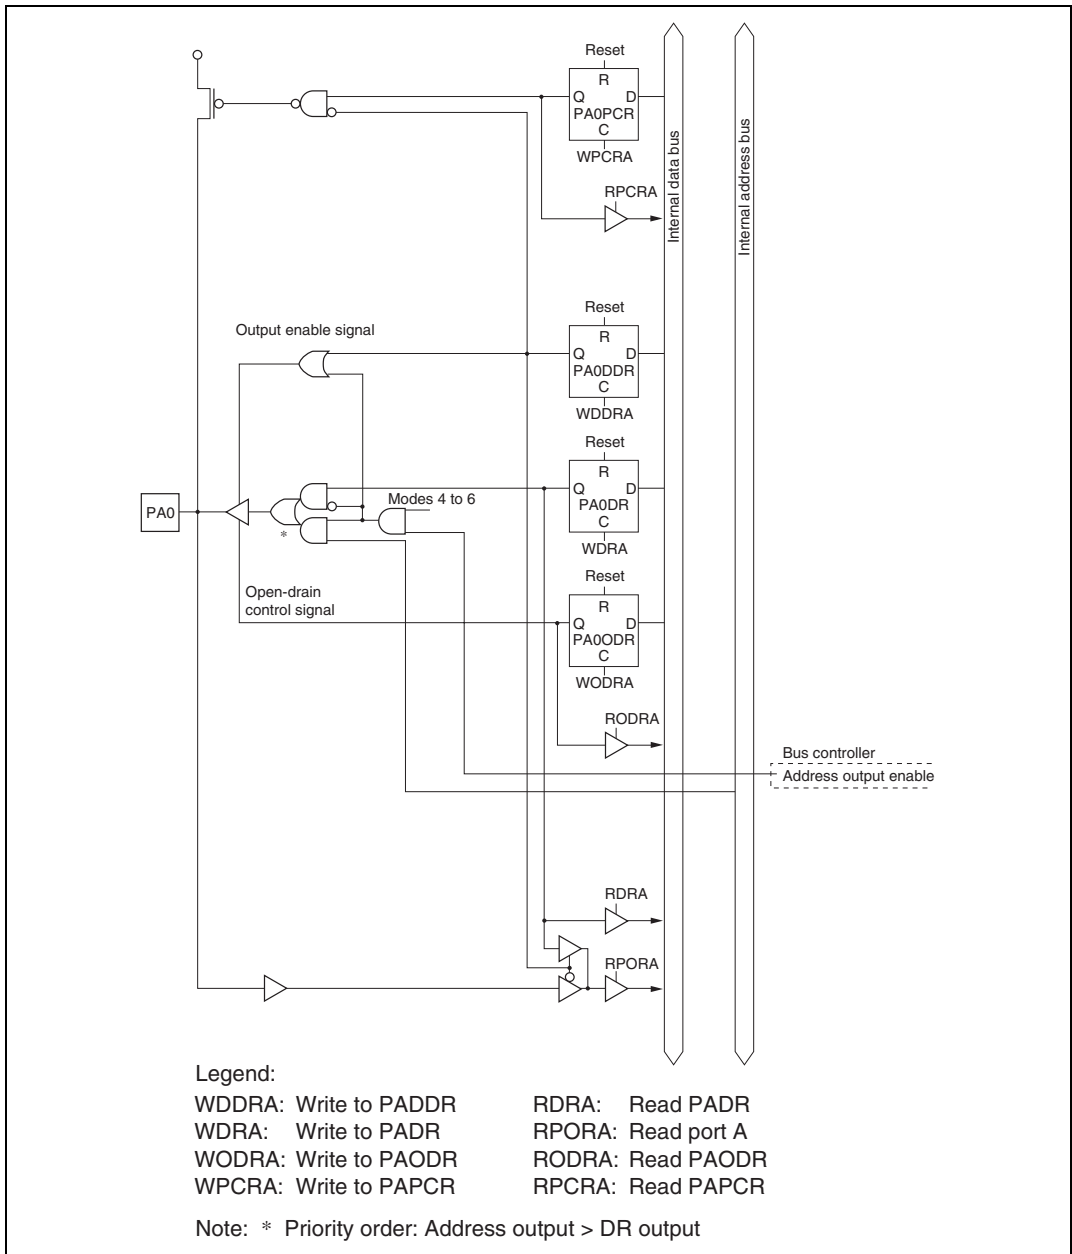 Reset
R
Q D
PA0PCR
C
WPCRA
RPCRA
Internal data bus
Internal address bus
Reset
Output enable signal
R
Q D
PA0DDR
C
WDDRA
Reset
R
Q D
Modes 4 to 6
PA0
PA0DR
*
C
WDRA
Reset
Open-drain
control signal
R
Q D
PA0ODR
C
WODRA
RODRA
Bus controller
Address output enable
RDRA
RPORA
Legend:
WDDRA: Write to PADDR RDRA: Read PADR
WDRA: Write to PADR RPORA: Read port A
WODRA: Write to PAODR RODRA: Read PAODR
WPCRA: Write to PAPCR RPCRA: Read PAPCR
Note: * Priority order: Address output > DR output